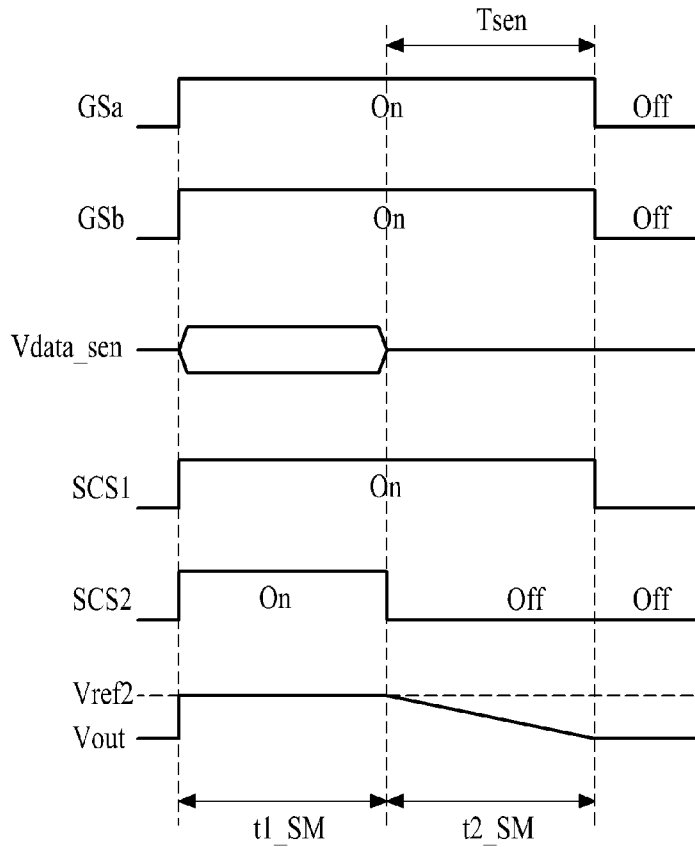 Tsen
GSa
On
Off
GSb
On
Off
Vdata_sen
SCS1
On
SCS2
On
Off
Off
Vref2
Vout
t1_SM
t2_SM